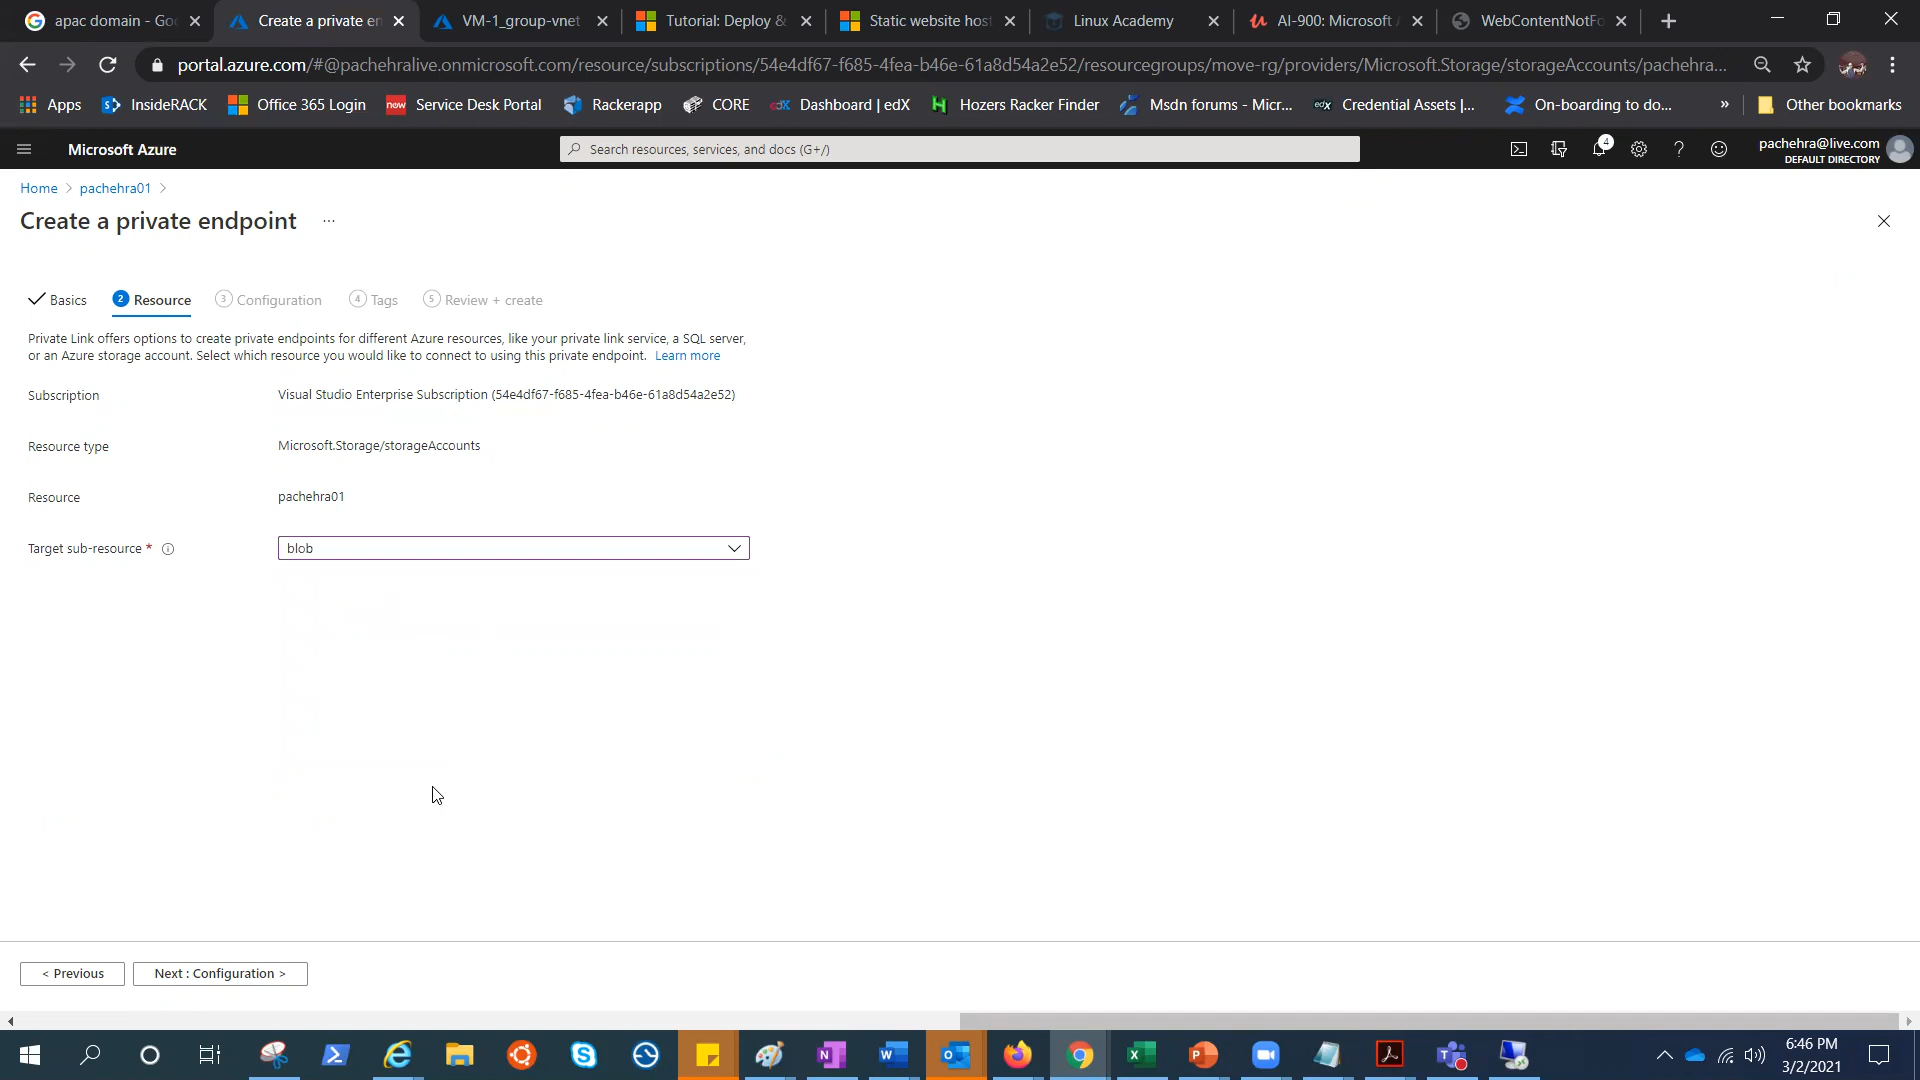 apac domain - Goo
Create a private en
VM-1_group-vnet
Tutorial: Deploy &
Static website host
Linux Academy
AI-900: Microsoft
WebContentNotFo
portal.azure.com/#@pachehralive.onmicrosoft.com/resource/subscriptions/54e4df67-f685-4fea-b46e-61a8d54a2e52/resourcegroups/move-rg/providers/Microsoft.Storage/storageAccounts/pachehra...
Apps
InsideRACK
Office 365 Login
now
Service Desk Portal
Rackerapp
CORE
edX
Dashboard | edX
Hozers Racker Finder
Msdn forums - Micr...
edx
Credential Assets |...
On-boarding to do...
»
Other bookmarks
Microsoft Azure
Search resources, services, and docs (G+/)
4
pachehra@live.com
DEFAULT DIRECTORY
Home > pachehra01 >
Create a private endpoint ...
Basics
2 Resource
3 Configuration
4 Tags
5 Review + create
Private Link offers options to create private endpoints for different Azure resources, like your private link service, a SQL server,
or an Azure storage account. Select which resource you would like to connect to using this private endpoint. Learn more
Subscription
Visual Studio Enterprise Subscription (54e4df67-f685-4fea-b46e-61a8d54a2e52)
Resource type
Microsoft.Storage/storageAccounts
Resource
pachehra01
Target sub-resource *
blob
< Previous
Next : Configuration >
6:46 PM
3/2/2021